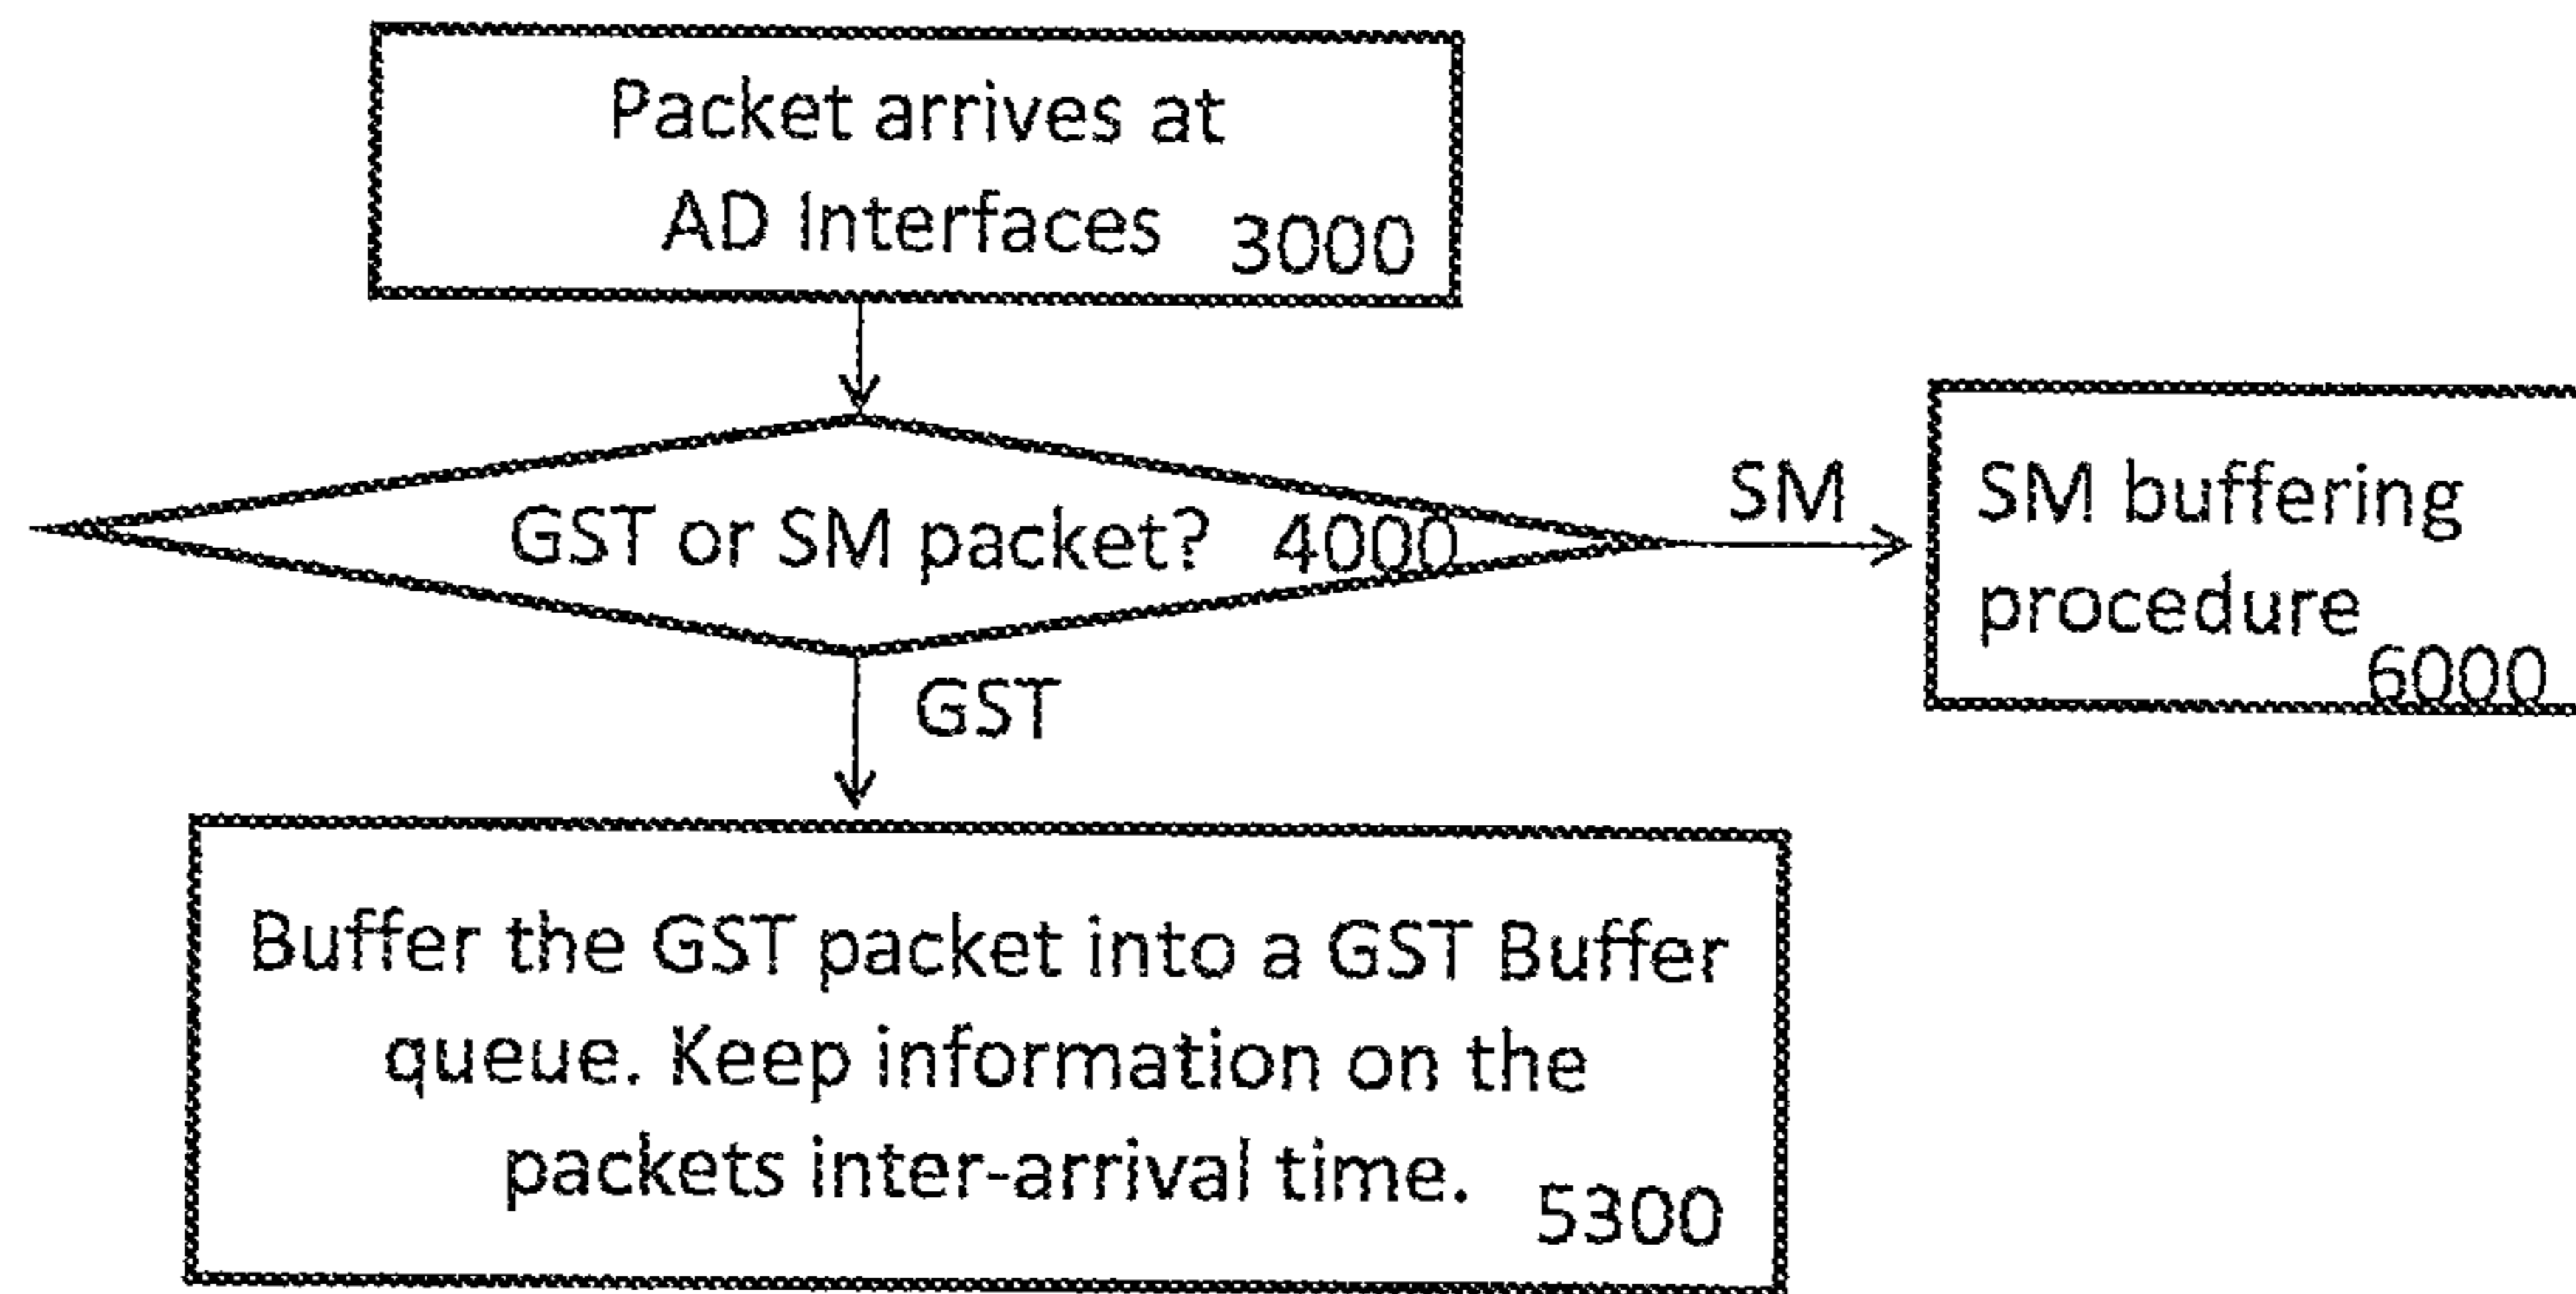 Packet arrives at
AD Interfaces 3000
GST or SM packet? 4000
SM
SM buffering
procedure
6000
GST
Buffer the GST packet into a GST Buffer
queue. Keep information on the
packets inter-arrival time.
5300